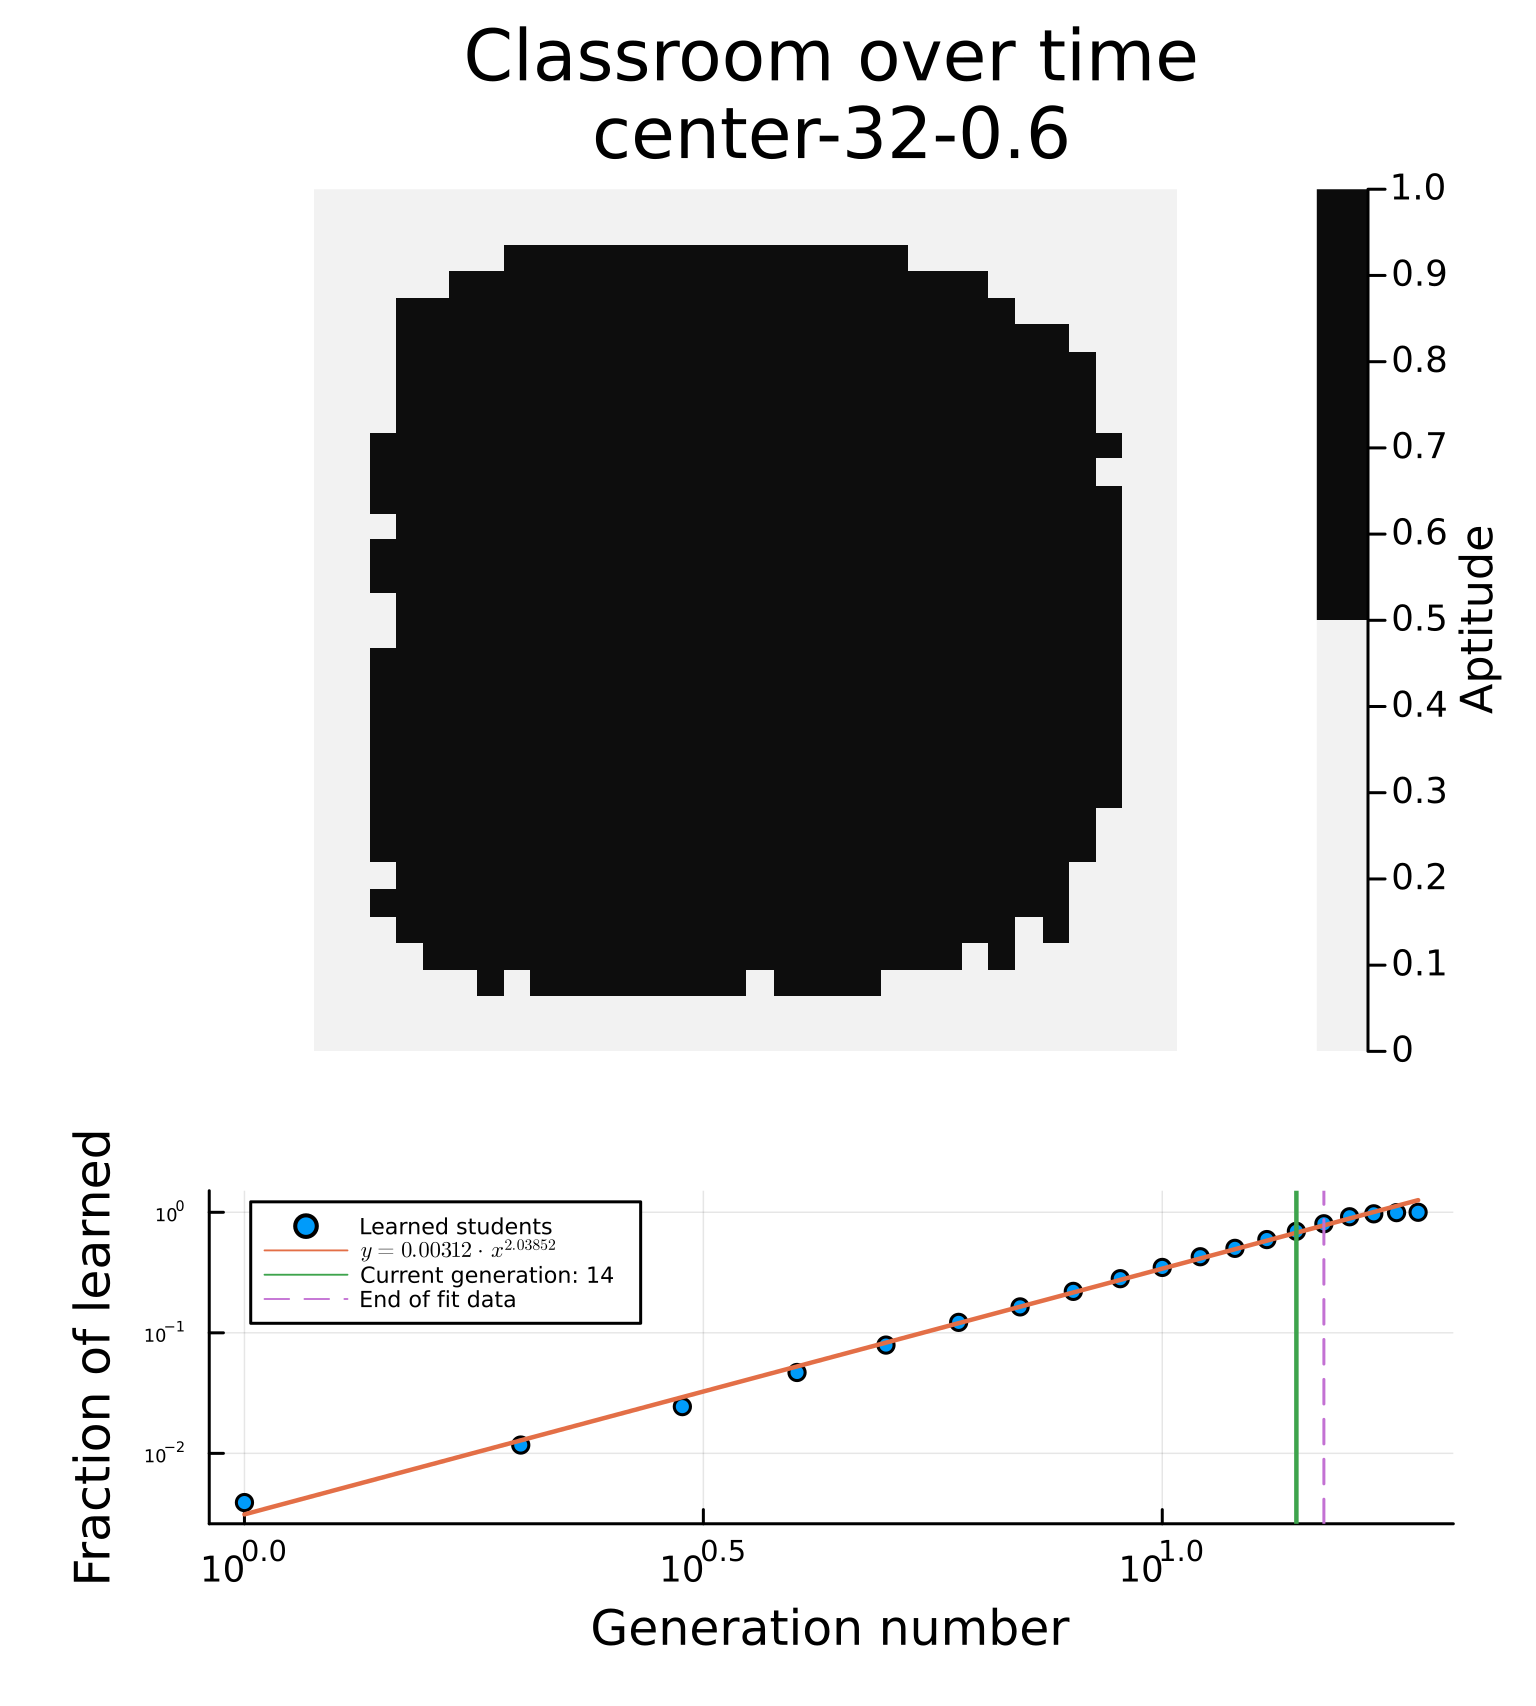 Classroom over time
center-32-0.6
1.0
0.9
0.8
0.7
0.6
0.5
0.4
0.3
0.2
0.1
0
Aptitude
Fraction of learned
10⁰
10⁻¹
10⁻²
Learned students
y = 0.00312 · x^2.03852
Current generation: 14
End of fit data
10^0.0
10^0.5
10^1.0
Generation number